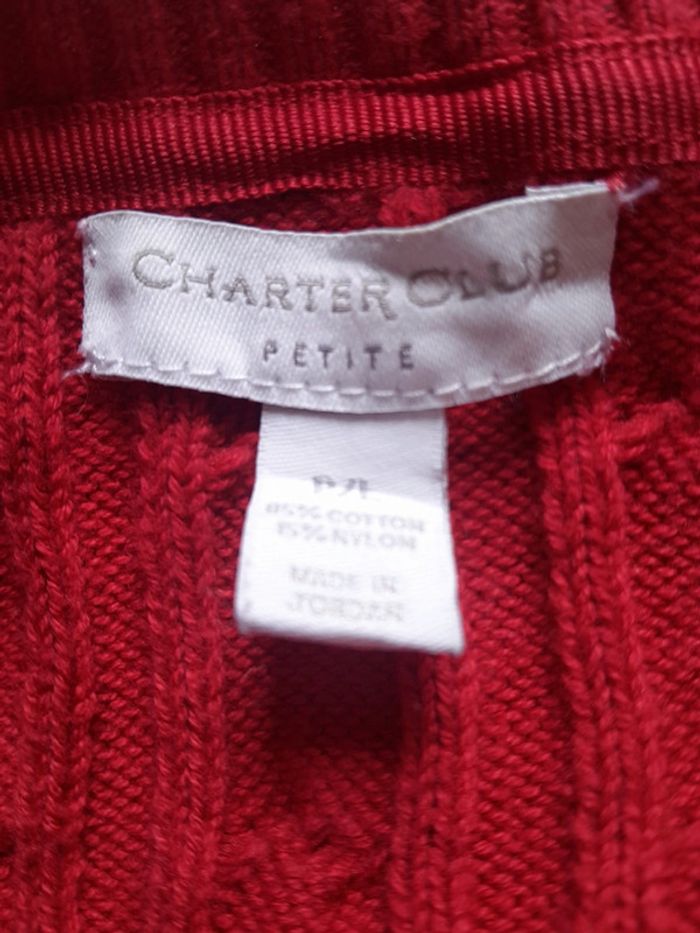 CHARTER CLUB
PETITE
P/L
85% COTTON
15% NYLON
MADE IN
JORDAN